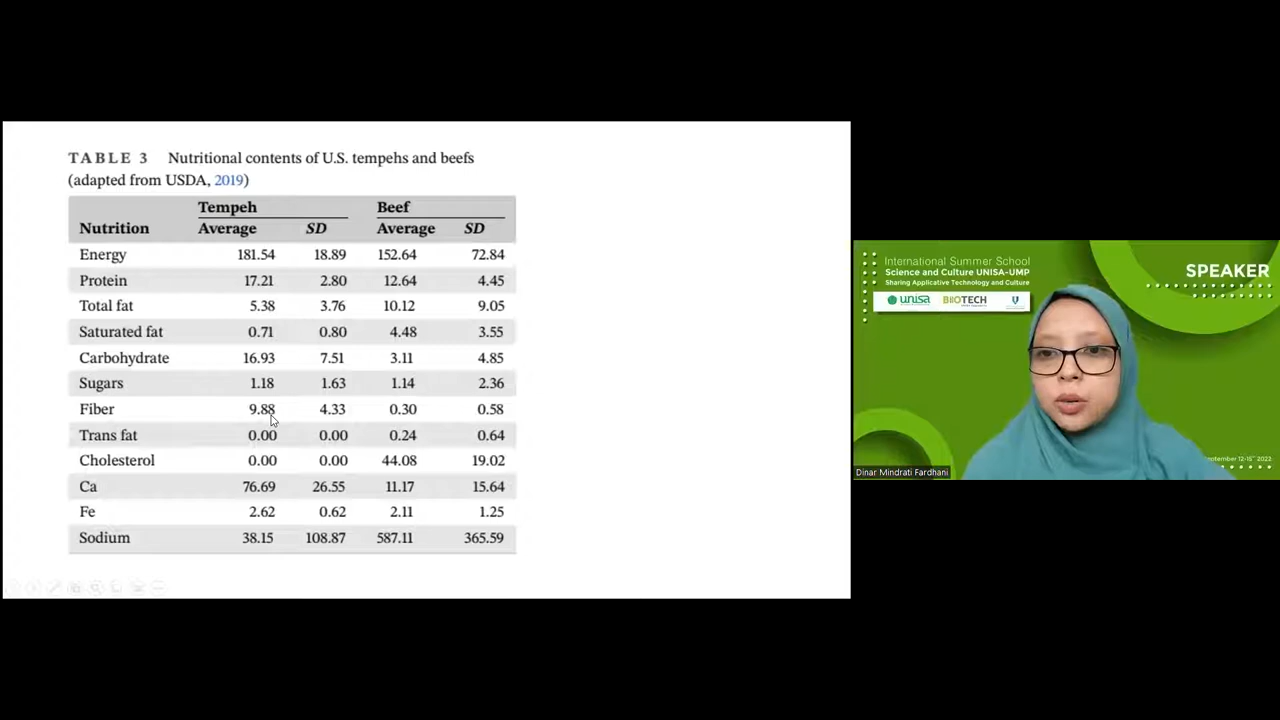 TABLE 3 Nutritional contents of U.S. tempehs and beefs
(adapted from USDA, 2019)
Tempeh Beef
Nutrition Average SD Average SD
Energy 181.54 18.89 152.64 72.84
Protein 17.21 2.80 12.64 4.45
Total fat 5.38 3.76 10.12 9.05
Saturated fat 0.71 0.80 4.48 3.55
Carbohydrate 16.93 7.51 3.11 4.85
Sugars 1.18 1.63 1.14 2.36
Fiber 9.88 4.33 0.30 0.58
Trans fat 0.00 0.00 0.24 0.64
Cholesterol 0.00 0.00 44.08 19.02
Ca 76.69 26.55 11.17 15.64
Fe 2.62 0.62 2.11 1.25
Sodium 38.15 108.87 587.11 365.59
International Summer School
Science and Culture UNISA-UMP
Sharing Applicative Technology and Culture
unisa BIOTECH
SPEAKER
2022
Dinar Mindrati Fardhani